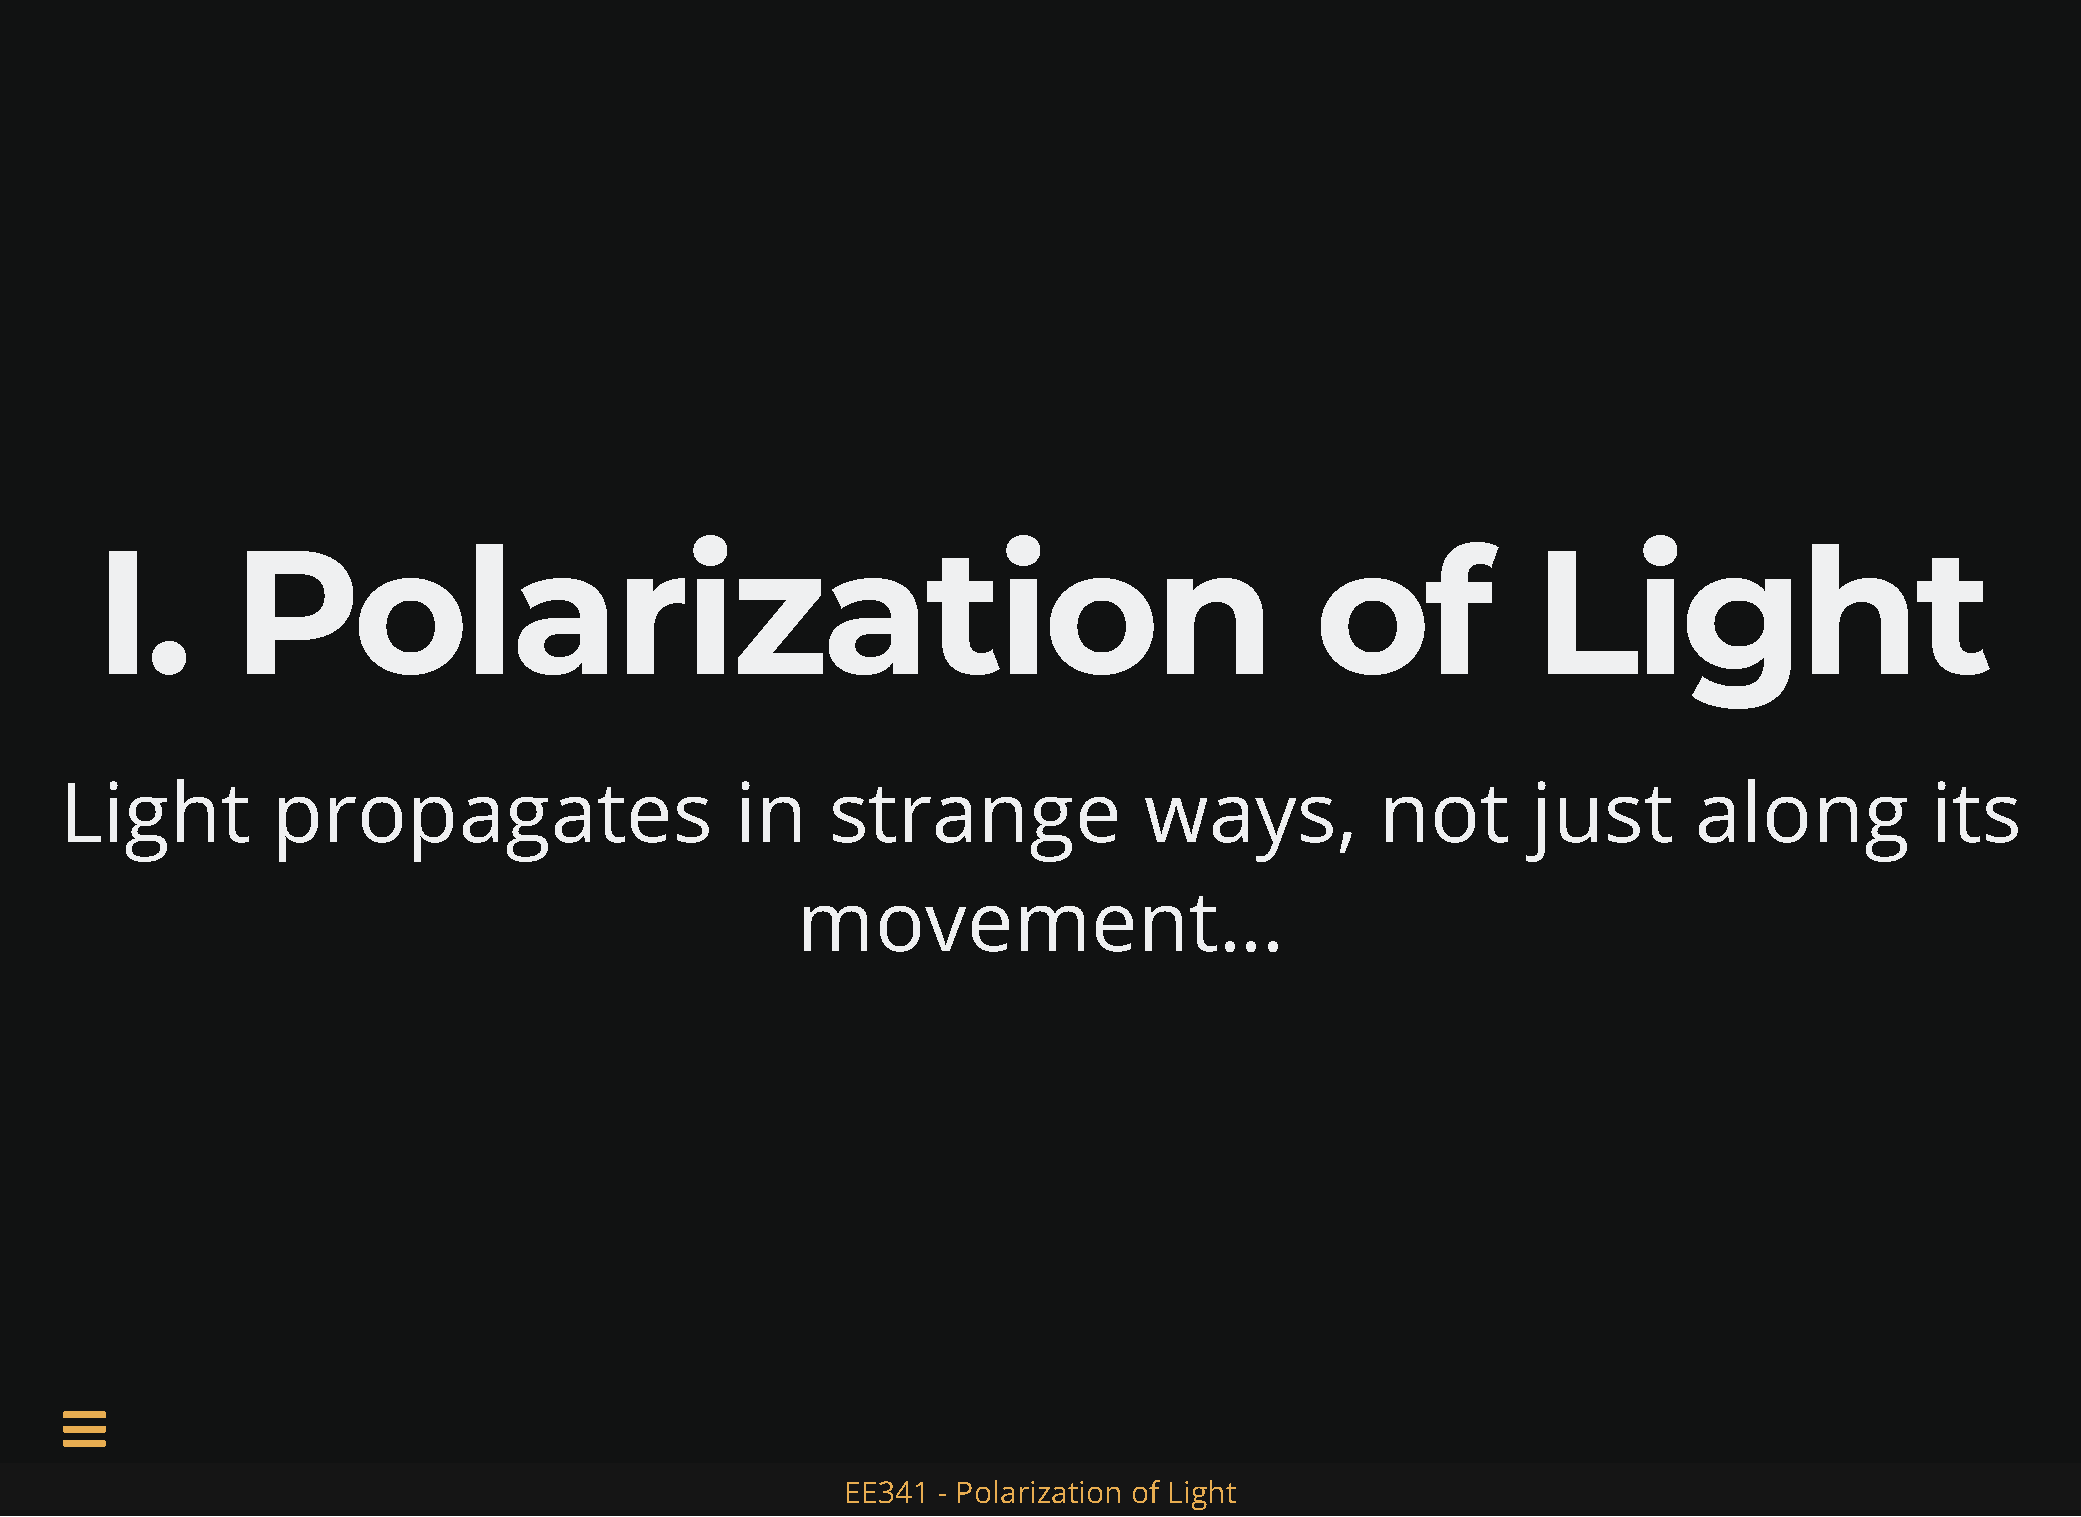 I. Polarization of Light
Light propagates in strange ways, not just along its
movement...
EE341 - Polarization of Light